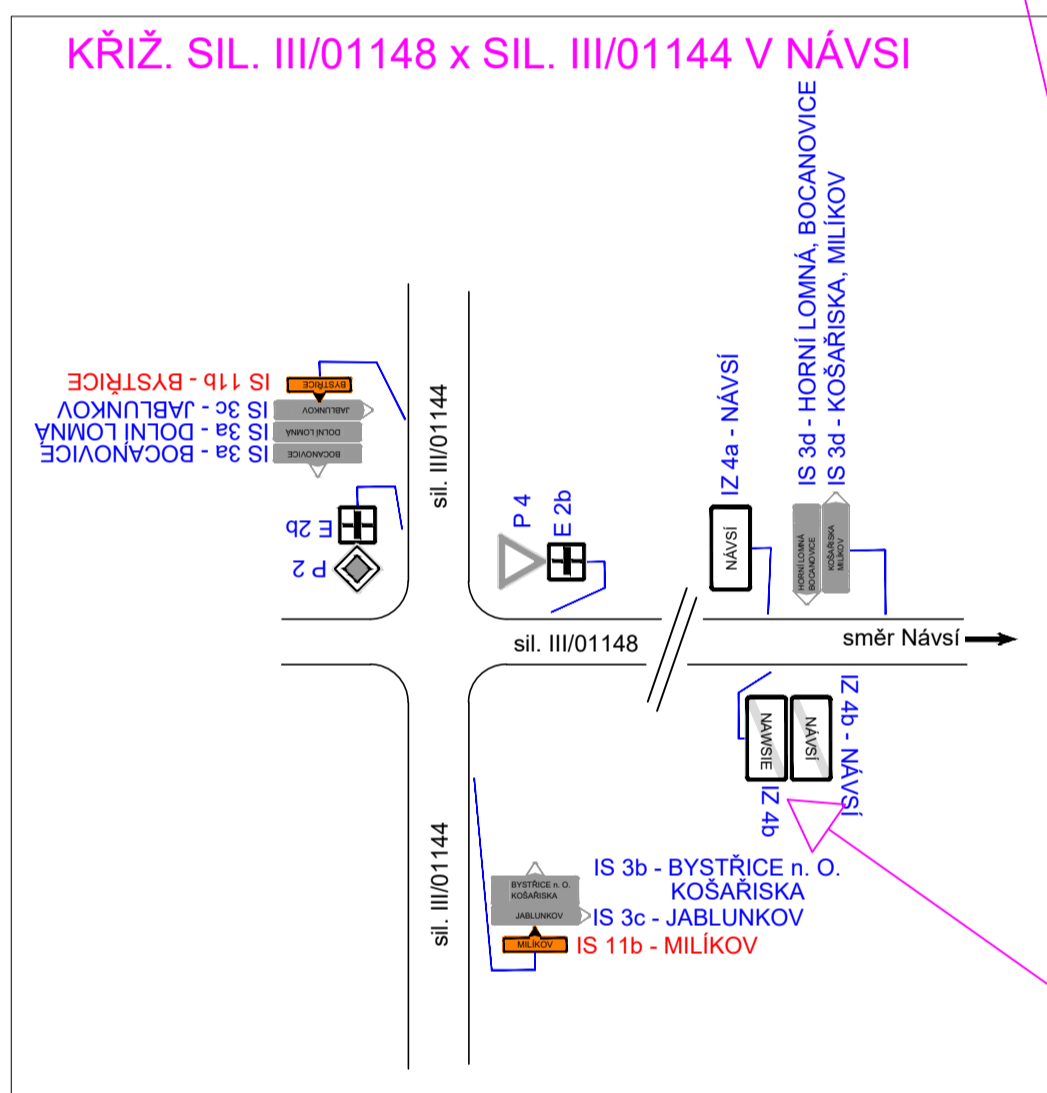 KŘIŽ. SIL. III/01148 x SIL. III/01144 V NÁVSI
IS 11b - BYSTŘICE
IS 3c - JABLUNKOV
IS 3a - DOLNÍ LOMNÁ
IS 3a - BOCANOVICE
BYSTŘICE
JABLUNKOV
DOLNÍ LOMNÁ
BOCANOVICE
E 2b
P 2
sil. III/01144
P 4
E 2b
IZ 4a - NÁVSÍ
NÁVSÍ
IS 3d - HORNÍ LOMNÁ, BOCANOVICE
IS 3d - KOŠAŘISKA, MILÍKOV
HORNÍ LOMNÁ
BOCANOVICE
KOŠAŘISKA
MILÍKOV
sil. III/01148
směr Návsí
NAWSIE
NÁVSÍ
IZ 4b
IZ 4b - NÁVSÍ
sil. III/01144
BYSTŘICE n. O.
KOŠAŘISKA
JABLUNKOV
MILÍKOV
IS 3b - BYSTŘICE n. O.
KOŠAŘISKA
IS 3c - JABLUNKOV
IS 11b - MILÍKOV